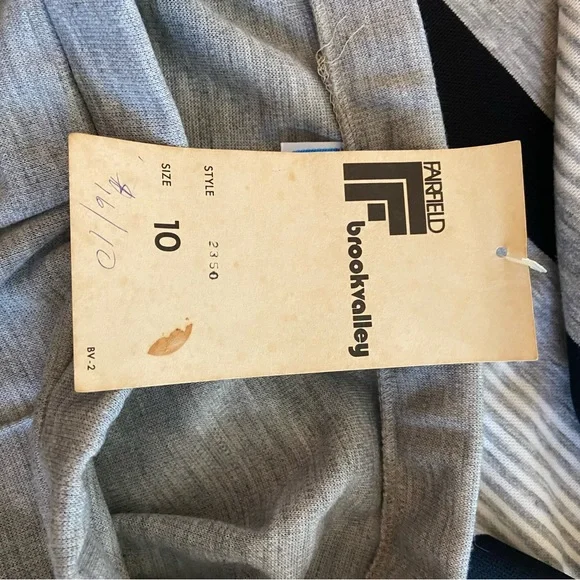 FAIRFIELD
brookvalley
STYLE 2350
SIZE 10
BV-2